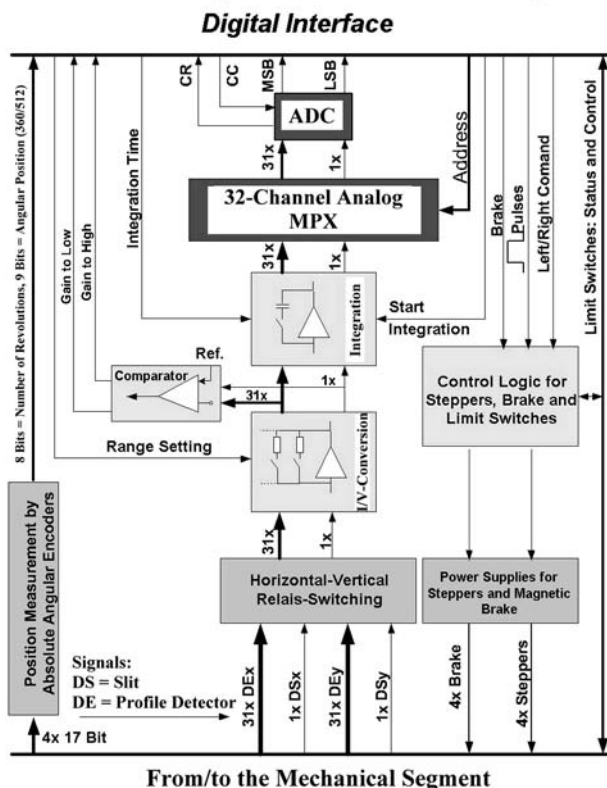 Digital Interface
CR
CC
MSB
LSB
ADC
31x
1x
Address
32-Channel Analog
MPX
31x
1x
8 Bits = Number of Revolutions, 9 Bits = Angular Position (360/512)
Gain to Low
Gain to High
Integration Time
Integration
Start
Integration
Brake
Pulses
Left/Right Comand
Limit Switches: Status and Control
Comparator
Ref.
31x
1x
Control Logic for
Steppers, Brake and
Limit Switches
Range Setting
I/V-Conversion
31x
1x
Position Measurement by
Absolute Angular Encoders
Horizontal-Vertical
Relais-Switching
Power Supplies for
Steppers and Magnetic
Brake
Signals:
DS = Slit
DE = Profile Detector
31x DEx
1x DSx
31x DEy
1x DSy
4x Brake
4x Steppers
4x 17 Bit
From/to the Mechanical Segment